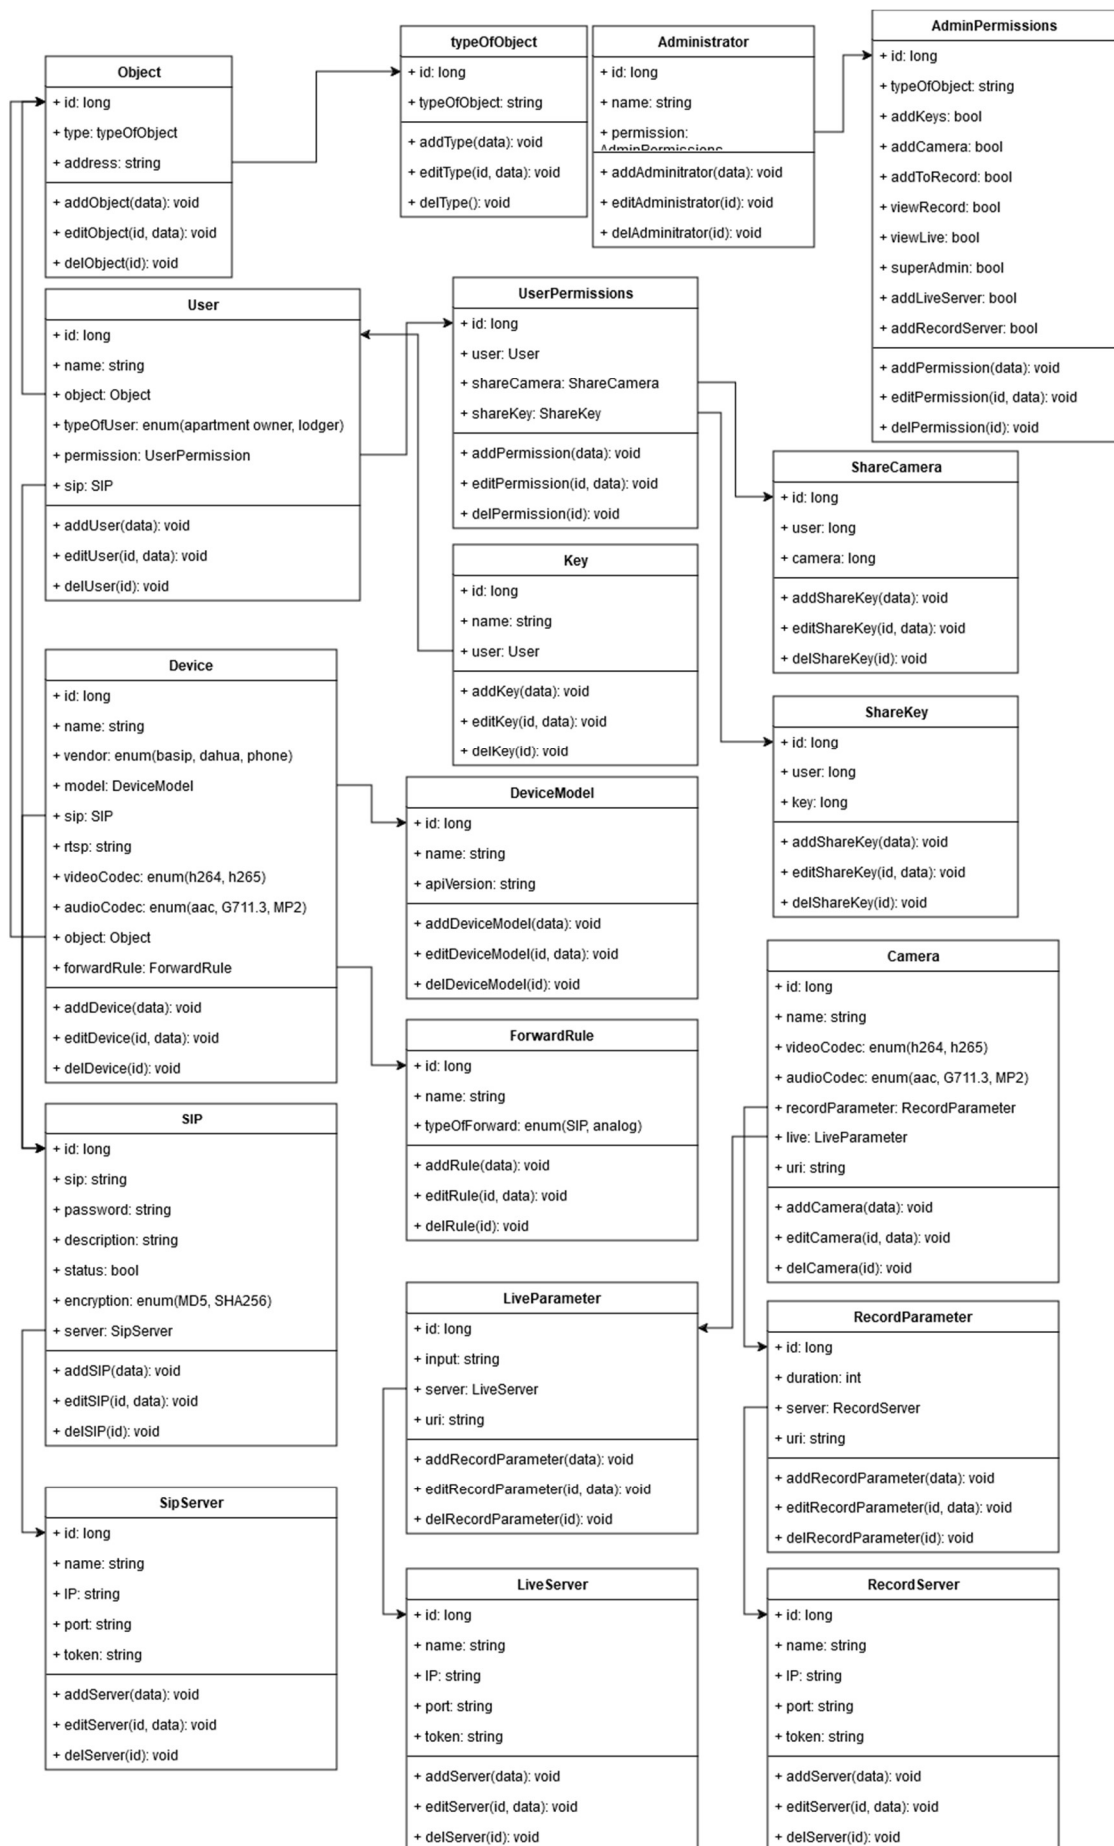 Object
+ id: long
+ type: typeOfObject
+ address: string
+ addObject(data): void
+ editObject(id, data): void
+ delObject(id): void
typeOfObject
+ id: long
+ typeOfObject: string
+ addType(data): void
+ editType(id, data): void
+ delType(): void
Administrator
+ id: long
+ name: string
+ permission:
AdminPermissions
+ addAdminitrator(data): void
+ editAdministrator(id): void
+ delAdminitrator(id): void
AdminPermissions
+ id: long
+ typeOfObject: string
+ addKeys: bool
+ addCamera: bool
+ addToRecord: bool
+ viewRecord: bool
+ viewLive: bool
+ superAdmin: bool
+ addLiveServer: bool
+ addRecordServer: bool
+ addPermission(data): void
+ editPermission(id, data): void
+ delPermission(id): void
User
+ id: long
+ name: string
+ object: Object
+ typeOfUser: enum(apartment owner, lodger)
+ permission: UserPermission
+ sip: SIP
+ addUser(data): void
+ editUser(id, data): void
+ delUser(id): void
UserPermissions
+ id: long
+ user: User
+ shareCamera: ShareCamera
+ shareKey: ShareKey
+ addPermission(data): void
+ editPermission(id, data): void
+ delPermission(id): void
ShareCamera
+ id: long
+ user: long
+ camera: long
+ addShareKey(data): void
+ editShareKey(id, data): void
+ delShareKey(id): void
Key
+ id: long
+ name: string
+ user: User
+ addKey(data): void
+ editKey(id, data): void
+ delKey(id): void
ShareKey
+ id: long
+ user: long
+ key: long
+ addShareKey(data): void
+ editShareKey(id, data): void
+ delShareKey(id): void
Device
+ id: long
+ name: string
+ vendor: enum(basip, dahua, phone)
+ model: DeviceModel
+ sip: SIP
+ rtsp: string
+ videoCodec: enum(h264, h265)
+ audioCodec: enum(aac, G711.3, MP2)
+ object: Object
+ forwardRule: ForwardRule
+ addDevice(data): void
+ editDevice(id, data): void
+ delDevice(id): void
DeviceModel
+ id: long
+ name: string
+ apiVersion: string
+ addDeviceModel(data): void
+ editDeviceModel(id, data): void
+ delDeviceModel(id): void
ForwardRule
+ id: long
+ name: string
+ typeOfForward: enum(SIP, analog)
+ addRule(data): void
+ editRule(id, data): void
+ delRule(id): void
Camera
+ id: long
+ name: string
+ videoCodec: enum(h264, h265)
+ audioCodec: enum(aac, G711.3, MP2)
+ recordParameter: RecordParameter
+ live: LiveParameter
+ uri: string
+ addCamera(data): void
+ editCamera(id, data): void
+ delCamera(id): void
SIP
+ id: long
+ sip: string
+ password: string
+ description: string
+ status: bool
+ encryption: enum(MD5, SHA256)
+ server: SipServer
+ addSIP(data): void
+ editSIP(id, data): void
+ delSIP(id): void
LiveParameter
+ id: long
+ input: string
+ server: LiveServer
+ uri: string
+ addRecordParameter(data): void
+ editRecordParameter(id, data): void
+ delRecordParameter(id): void
RecordParameter
+ id: long
+ duration: int
+ server: RecordServer
+ uri: string
+ addRecordParameter(data): void
+ editRecordParameter(id, data): void
+ delRecordParameter(id): void
SipServer
+ id: long
+ name: string
+ IP: string
+ port: string
+ token: string
+ addServer(data): void
+ editServer(id, data): void
+ delServer(id): void
LiveServer
+ id: long
+ name: string
+ IP: string
+ port: string
+ token: string
+ addServer(data): void
+ editServer(id, data): void
+ delServer(id): void
RecordServer
+ id: long
+ name: string
+ IP: string
+ port: string
+ token: string
+ addServer(data): void
+ editServer(id, data): void
+ delServer(id): void